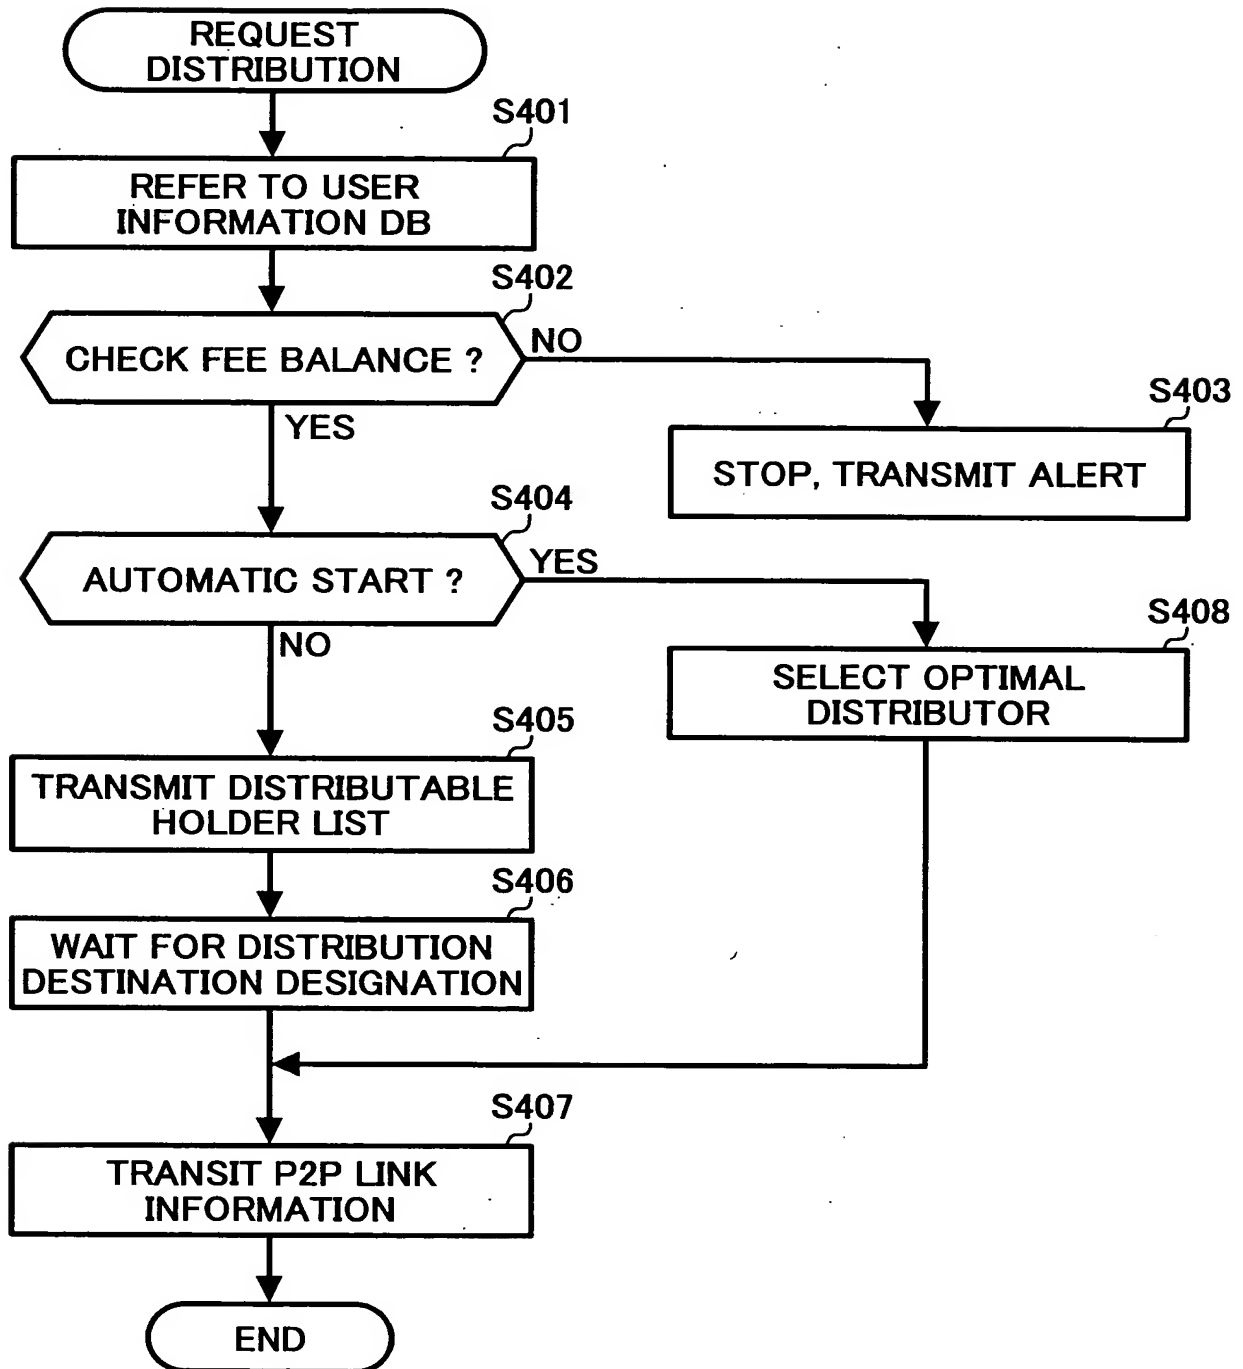 REQUEST
DISTRIBUTION
S401
REFER TO USER
INFORMATION DB
S402
CHECK FEE BALANCE ?
NO
YES
S403
STOP, TRANSMIT ALERT
S404
AUTOMATIC START ?
YES
NO
S408
SELECT OPTIMAL
DISTRIBUTOR
S405
TRANSMIT DISTRIBUTABLE
HOLDER LIST
S406
WAIT FOR DISTRIBUTION
DESTINATION DESIGNATION
S407
TRANSIT P2P LINK
INFORMATION
END